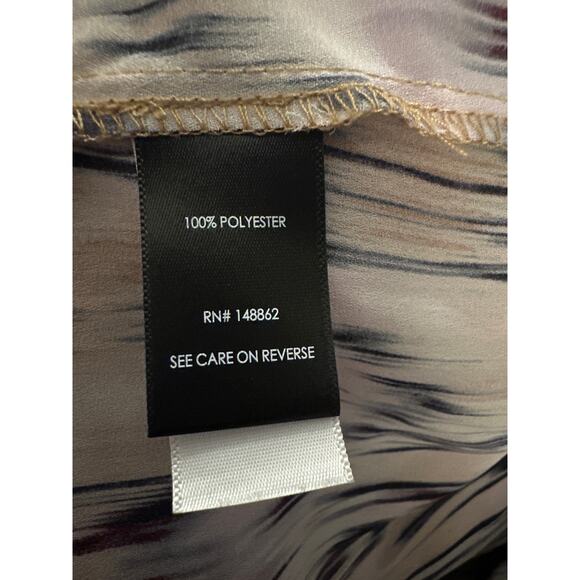 100% POLYESTER
RN# 148862
SEE CARE ON REVERSE